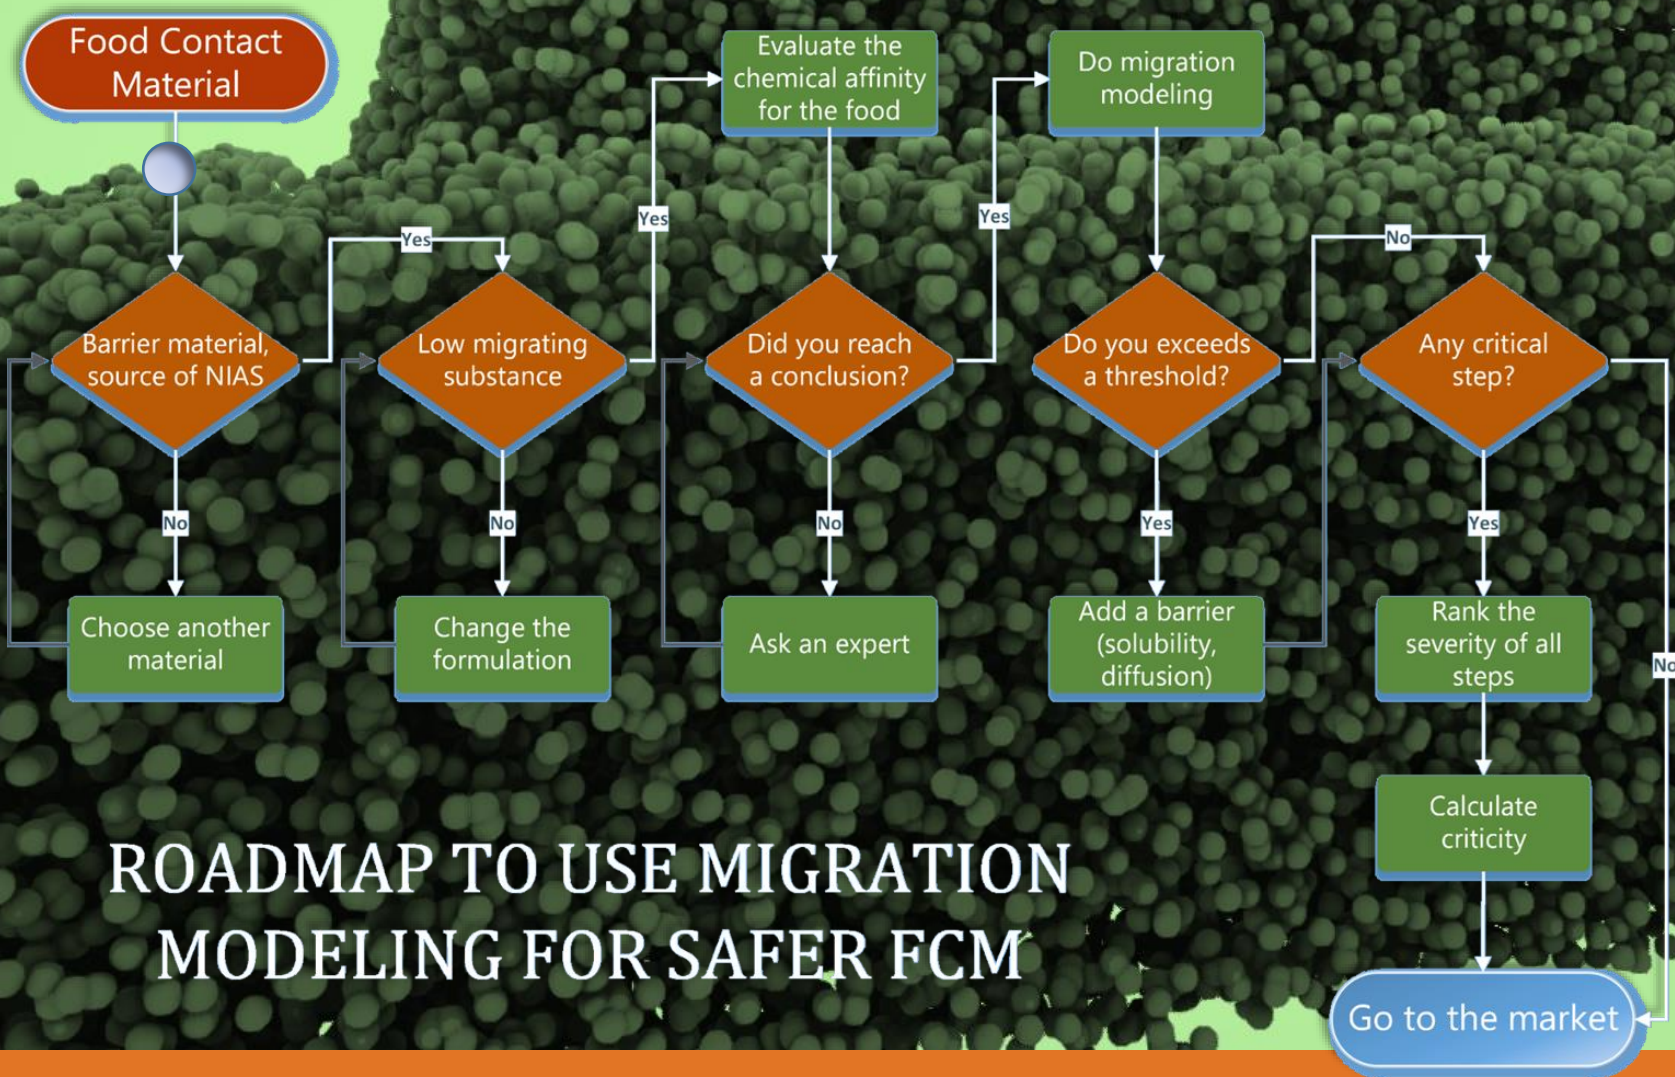 Food Contact
Material
Evaluate the
chemical affinity
for the food
Do migration
modeling
Yes
Yes
Yes
No
Barrier material,
source of NIAS
Low migrating
substance
Did you reach
a conclusion?
Do you exceeds
a threshold?
Any critical
step?
No
No
No
Yes
Yes
Choose another
material
Change the
formulation
Ask an expert
Add a barrier
(solubility,
diffusion)
Rank the
severity of all
steps
No
Calculate
criticity
ROADMAP TO USE MIGRATION
MODELING FOR SAFER FCM
Go to the market